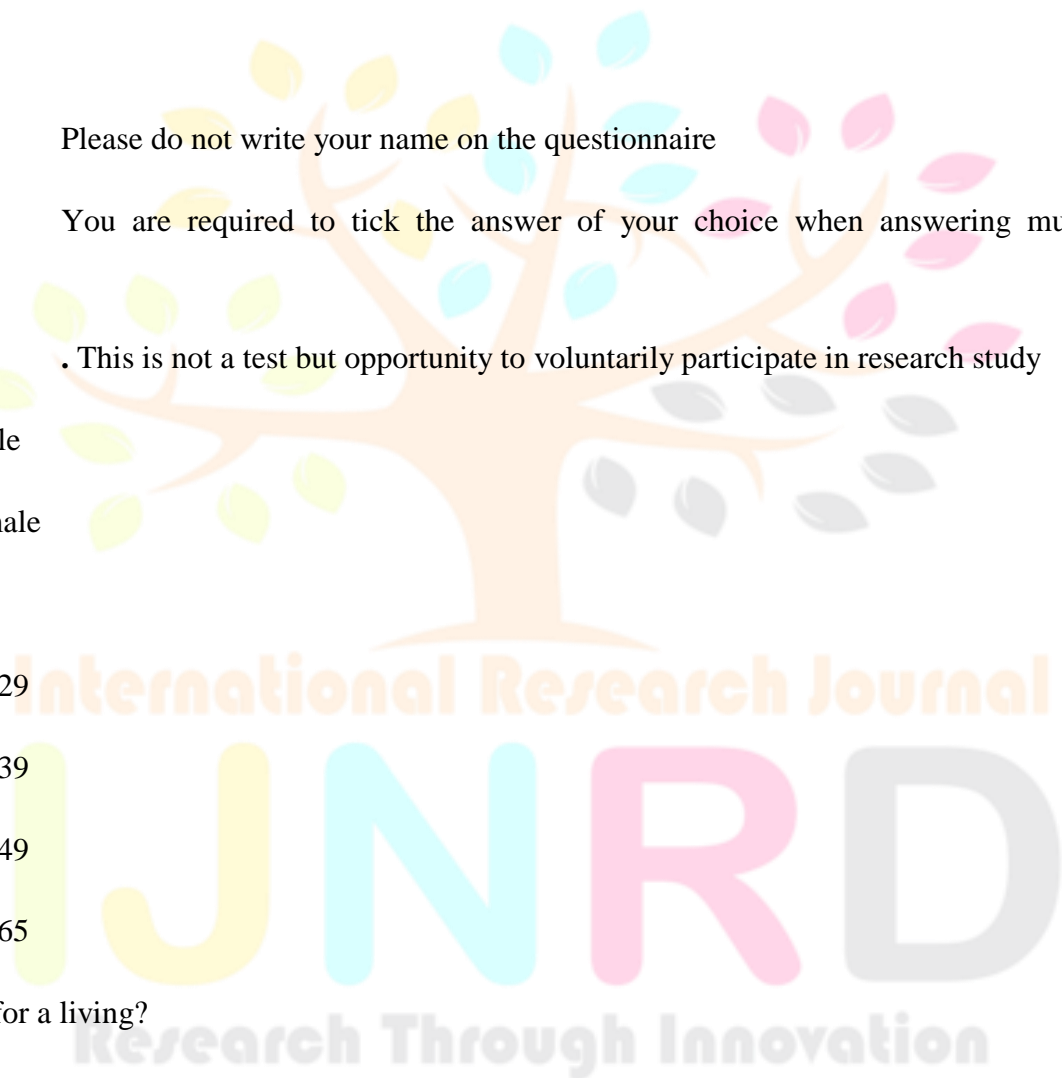 Please do not write your name on the questionnaire
You are required to tick the answer of your choice when answering mu
. This is not a test but opportunity to voluntarily participate in research study
le
nale
29
International Research Journal
39
49
65
IJNRD
for a living?
Research Through Innovation